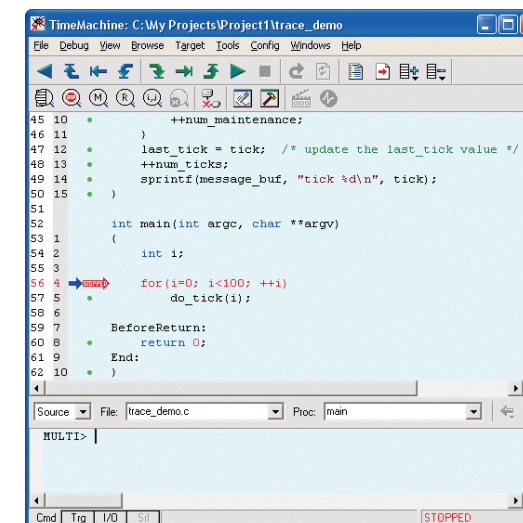 TimeMachine: C:\My Projects\Project1\trace_demo
File Debug View Browse Target Tools Config Windows Help
M R
45 10 ++num_maintenance;
46 11 }
47 12 last_tick = tick; /* update the last_tick value */
48 13 ++num_ticks;
49 14 sprintf(message_buf, "tick %d\n", tick);
50 15 }
51
52 int main(int argc, char **argv)
53 1 {
54 2 int i;
55 3
56 4 STOPPED for(i=0; i<100; ++i)
57 5 do_tick(i);
58 6
59 7 BeforeReturn:
60 8 return 0;
61 9 End:
62 10 }
Source File: trace_demo.c Proc: main
MULTI>
Cmd Trg I/O Srl STOPPED